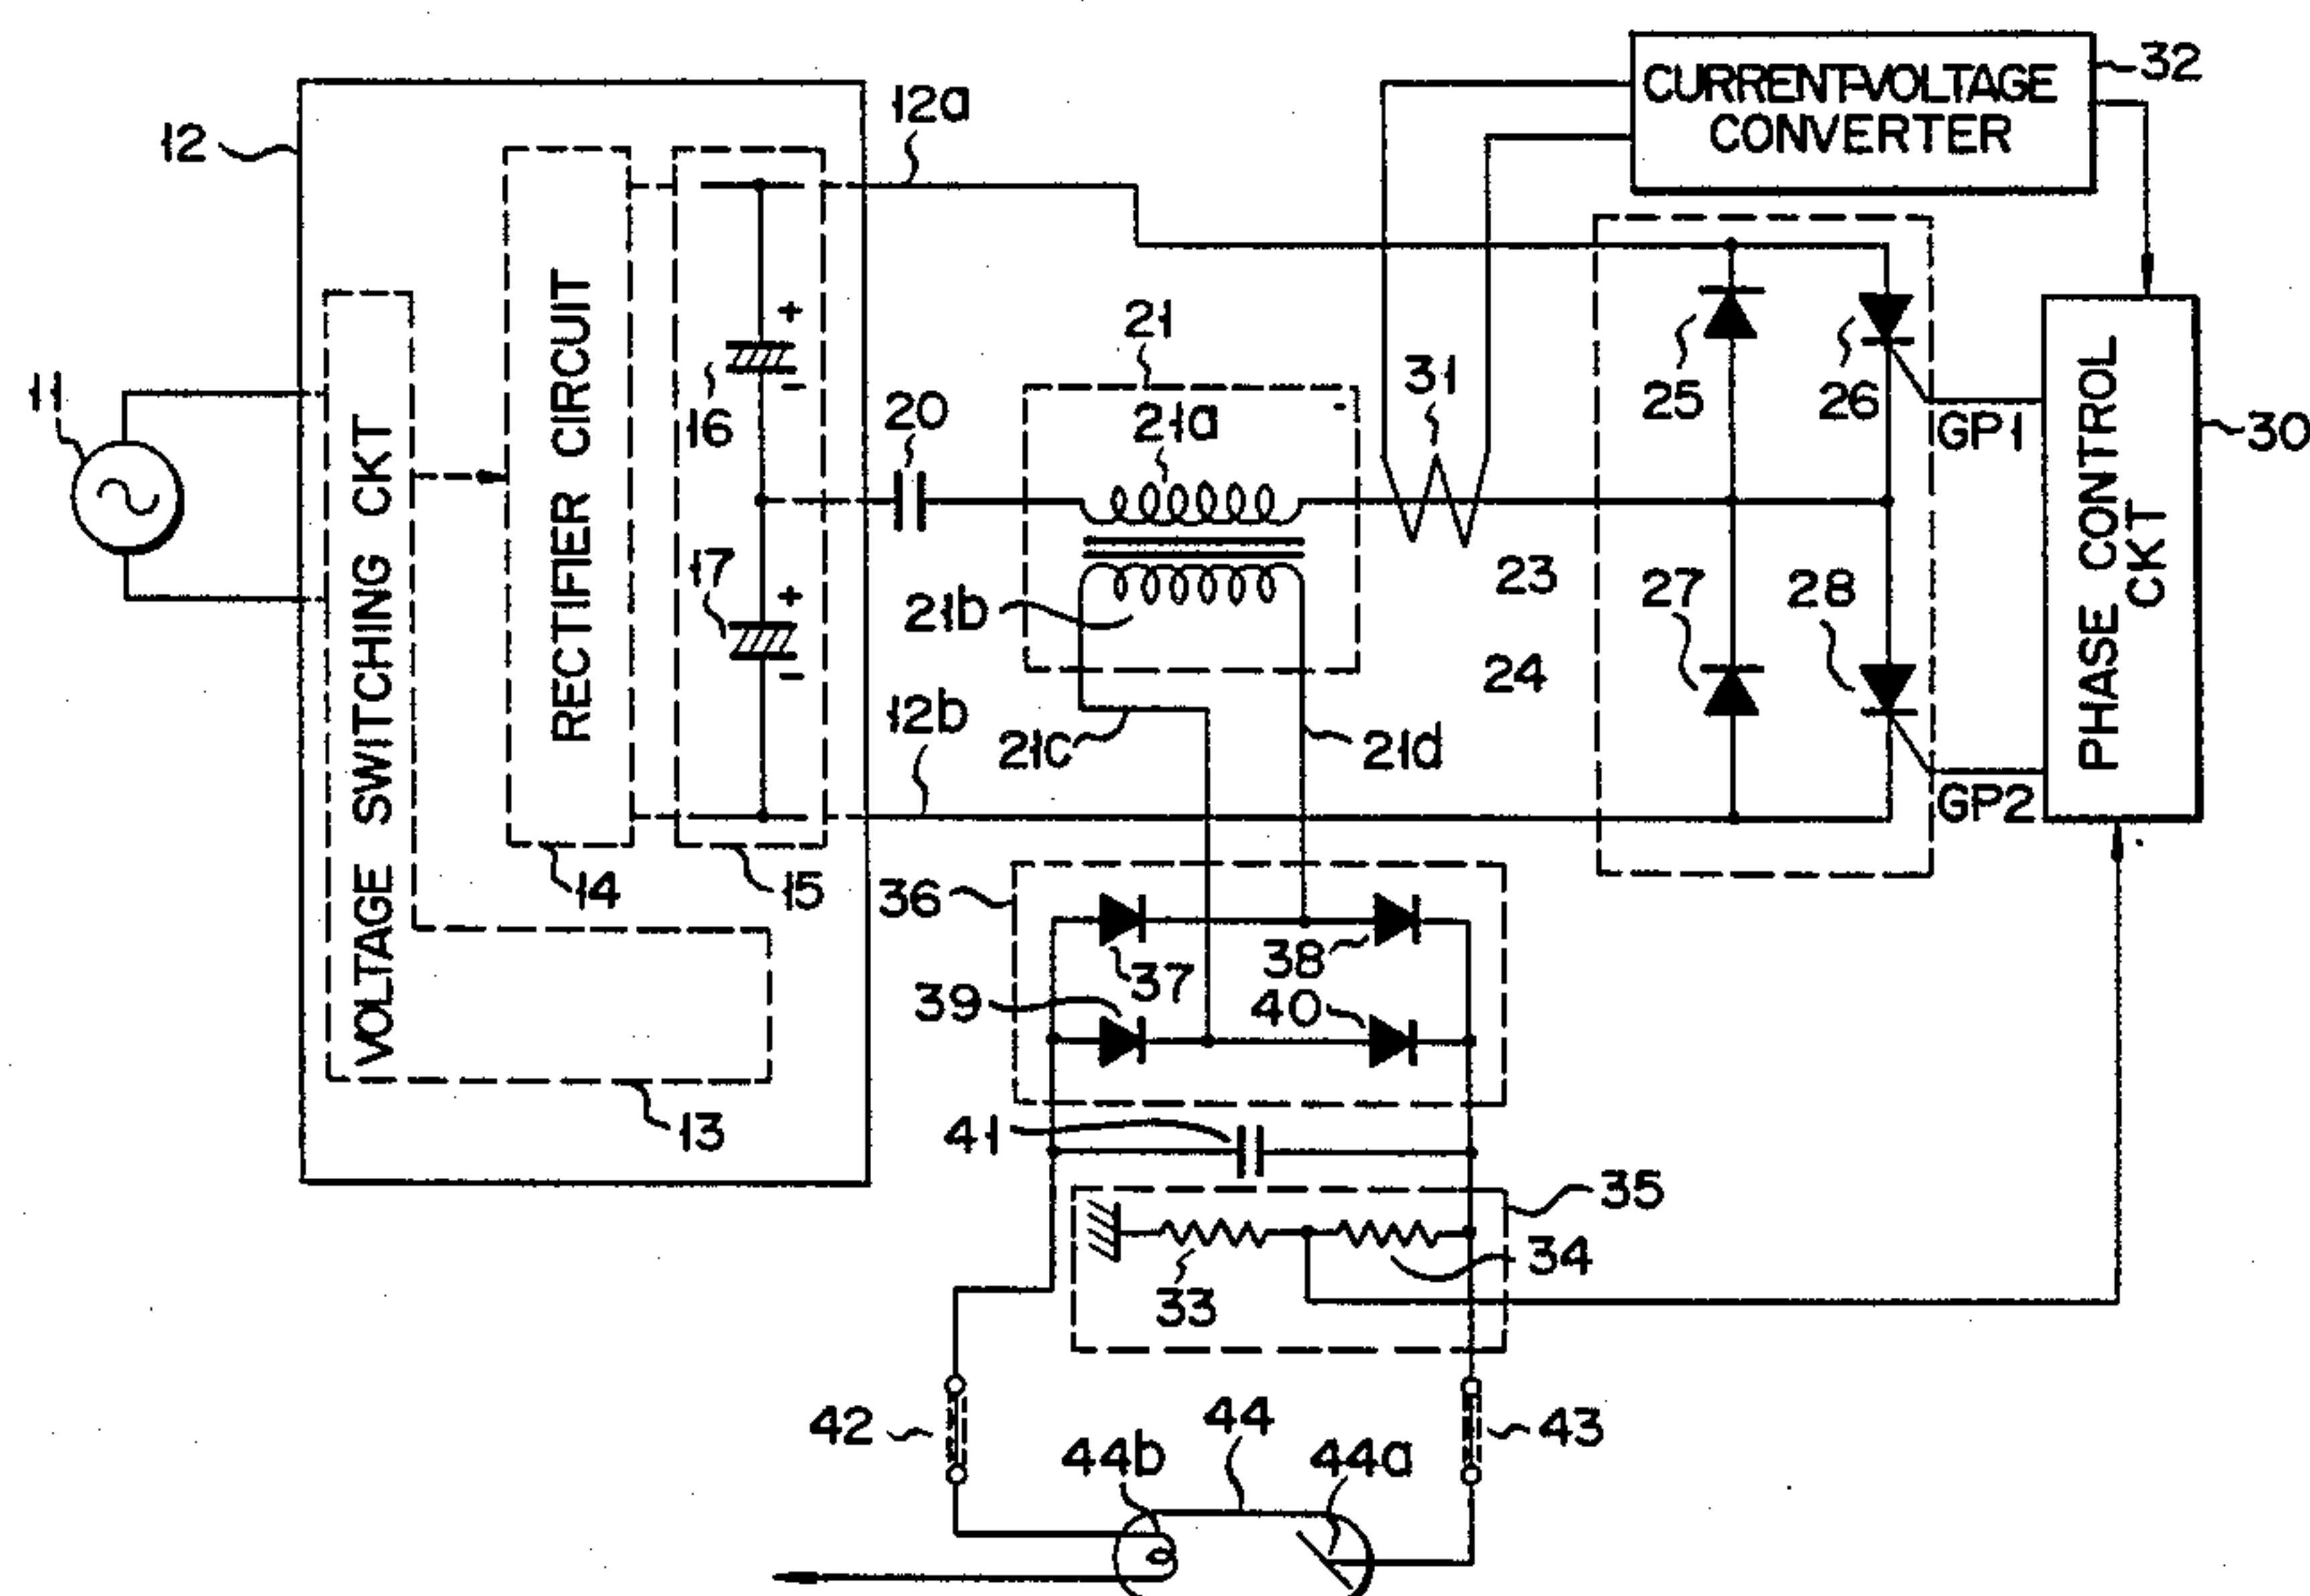 CURRENT-VOLTAGE
CONVERTER
32
12
12a
11
VOLTAGE SWITCHING CKT
RECTIFIER CIRCUIT
+
16
-
17
+
-
20
21
21a
21b
21c
21d
31
25
26
GP1
PHASE CONTROL
CKT
30
23
24
27
28
GP2
12b
14
15
13
36
37
38
39
40
41
35
33
34
42
43
44
44b
44a